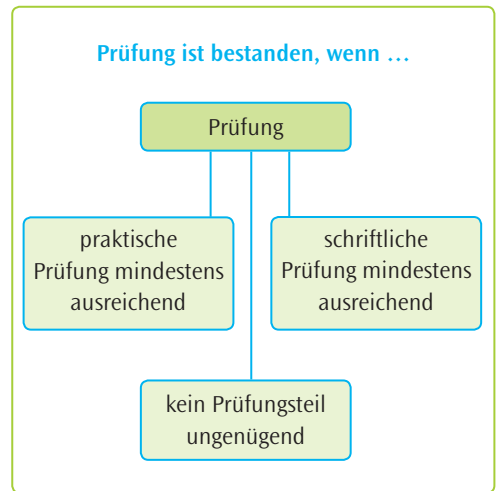 Prüfung ist bestanden, wenn …
Prüfung
praktische
Prüfung mindestens
ausreichend
schriftliche
Prüfung mindestens
ausreichend
kein Prüfungsteil
ungenügend